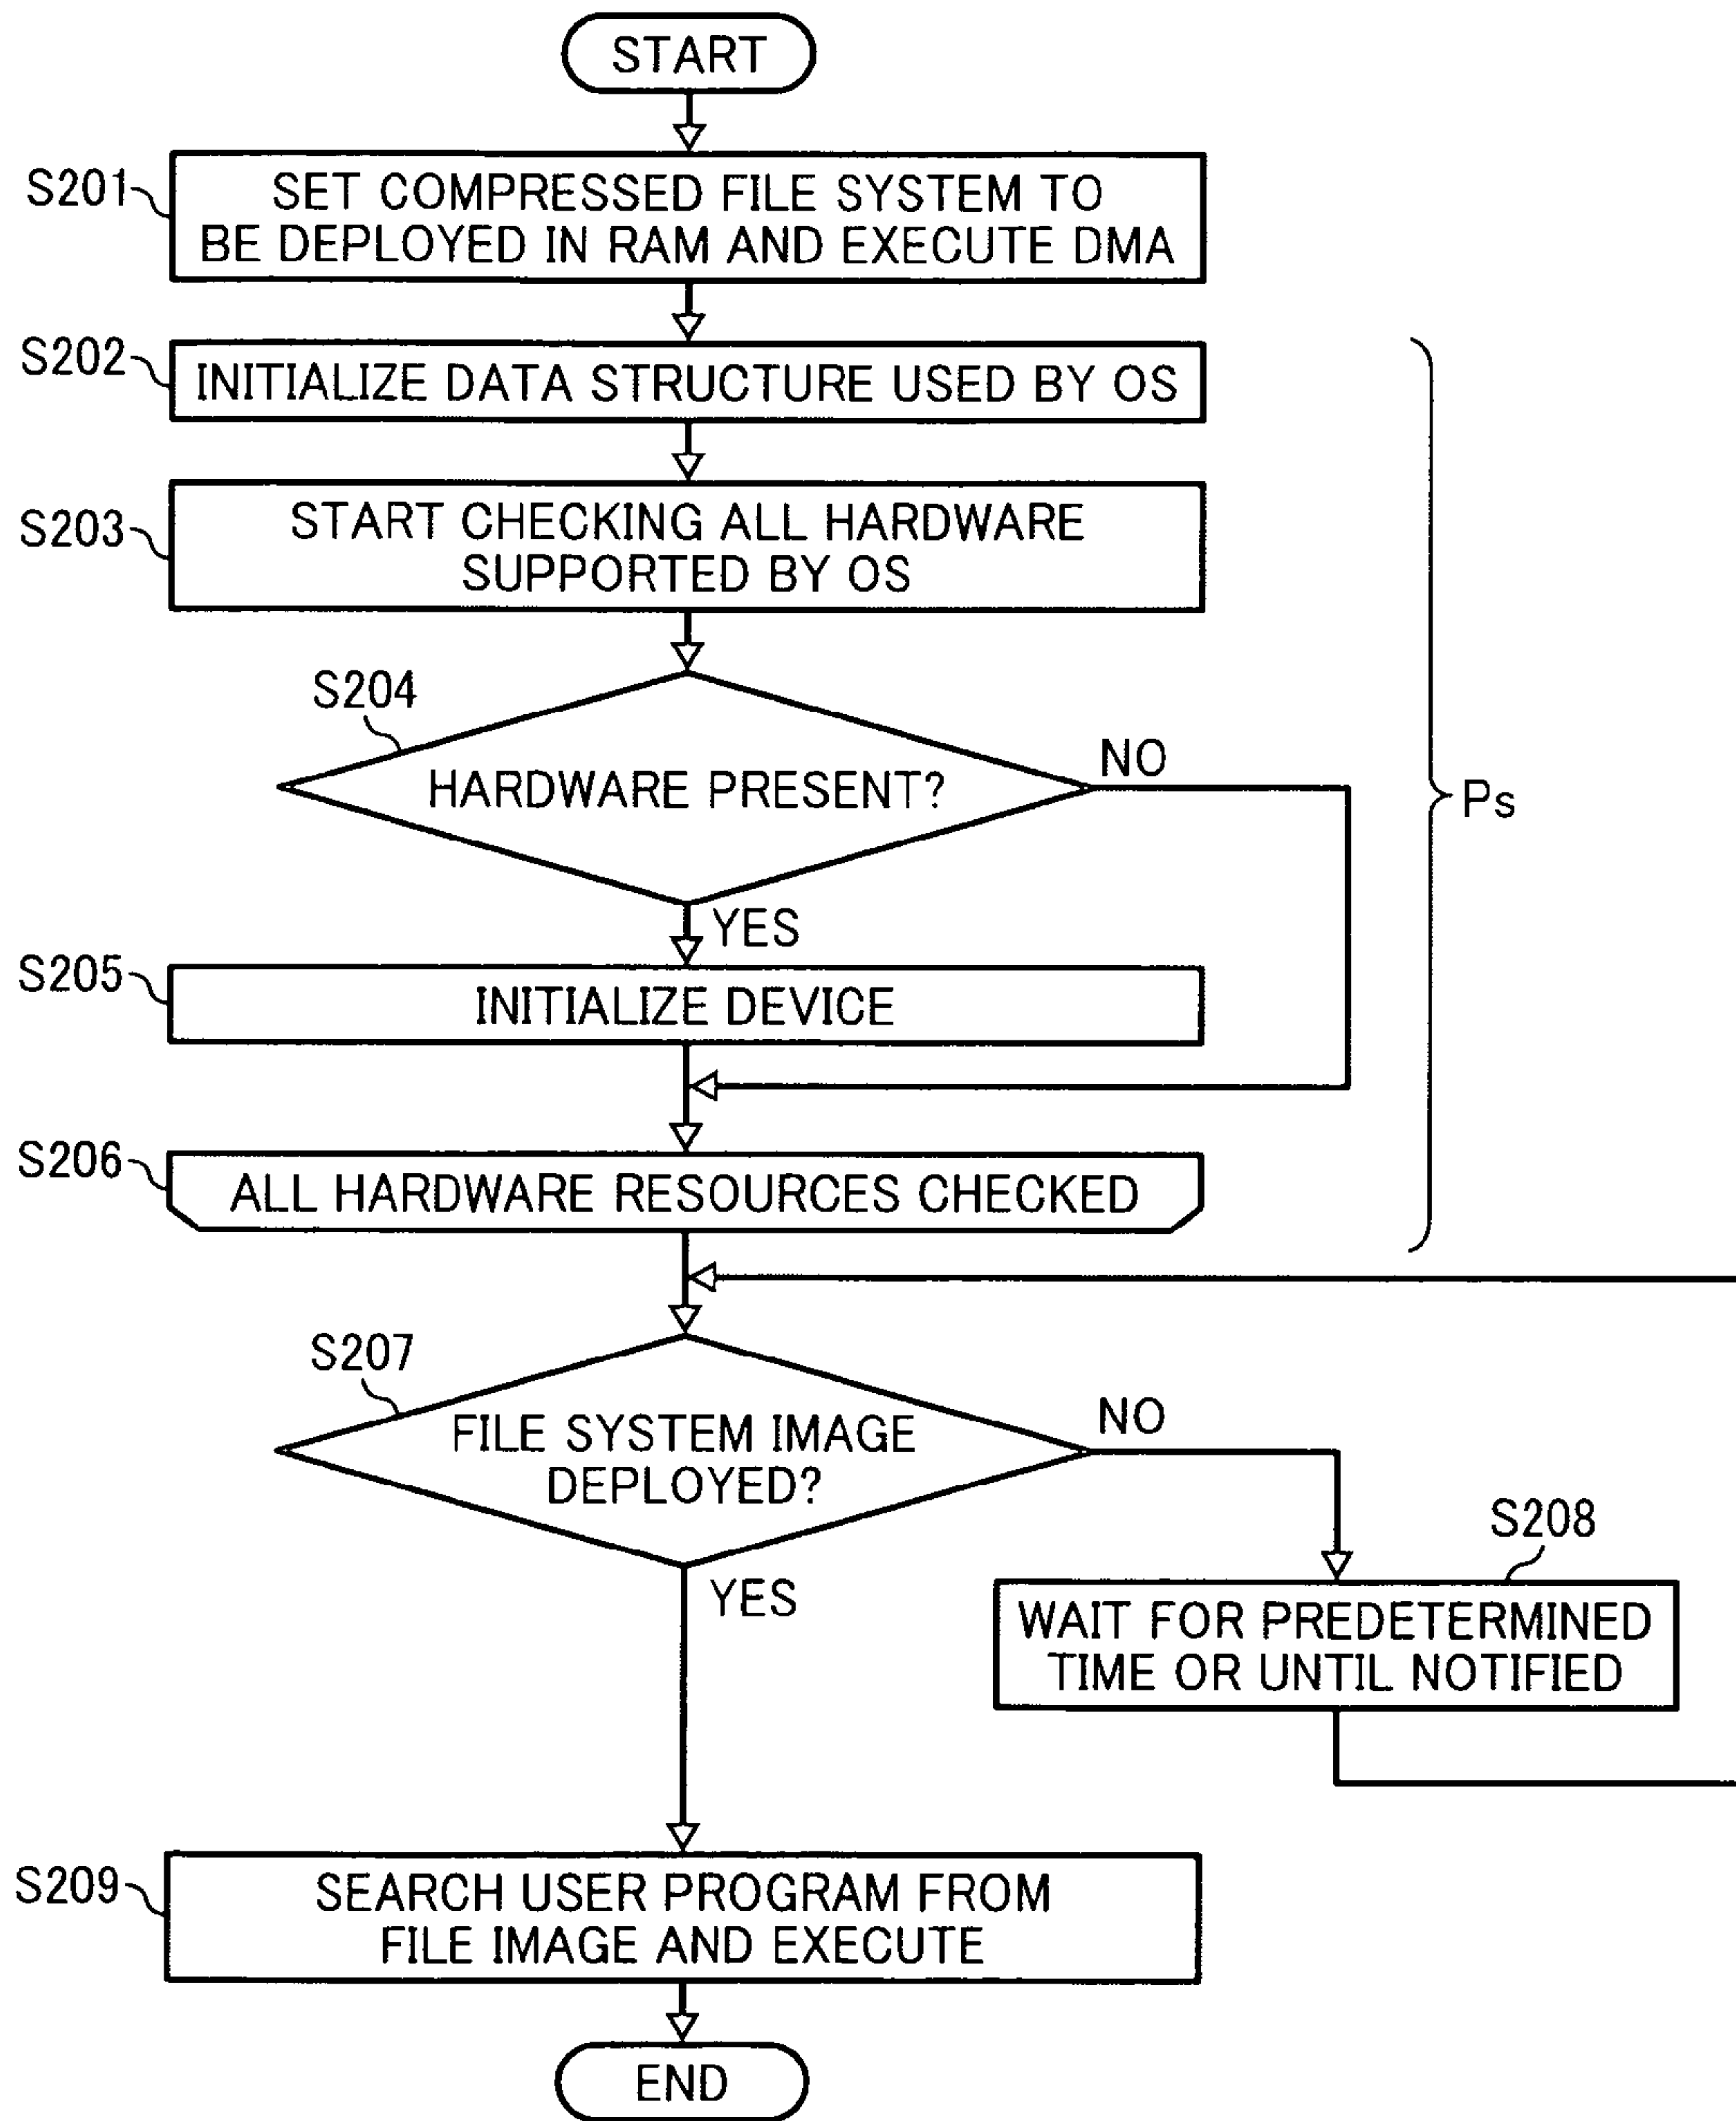 START
S201
SET COMPRESSED FILE SYSTEM TO
BE DEPLOYED IN RAM AND EXECUTE DMA
S202
INITIALIZE DATA STRUCTURE USED BY OS
S203
START CHECKING ALL HARDWARE
SUPPORTED BY OS
S204
HARDWARE PRESENT?
NO
Ps
YES
S205
INITIALIZE DEVICE
S206
ALL HARDWARE RESOURCES CHECKED
S207
FILE SYSTEM IMAGE
DEPLOYED?
NO
S208
YES
WAIT FOR PREDETERMINED
TIME OR UNTIL NOTIFIED
S209
SEARCH USER PROGRAM FROM
FILE IMAGE AND EXECUTE
END